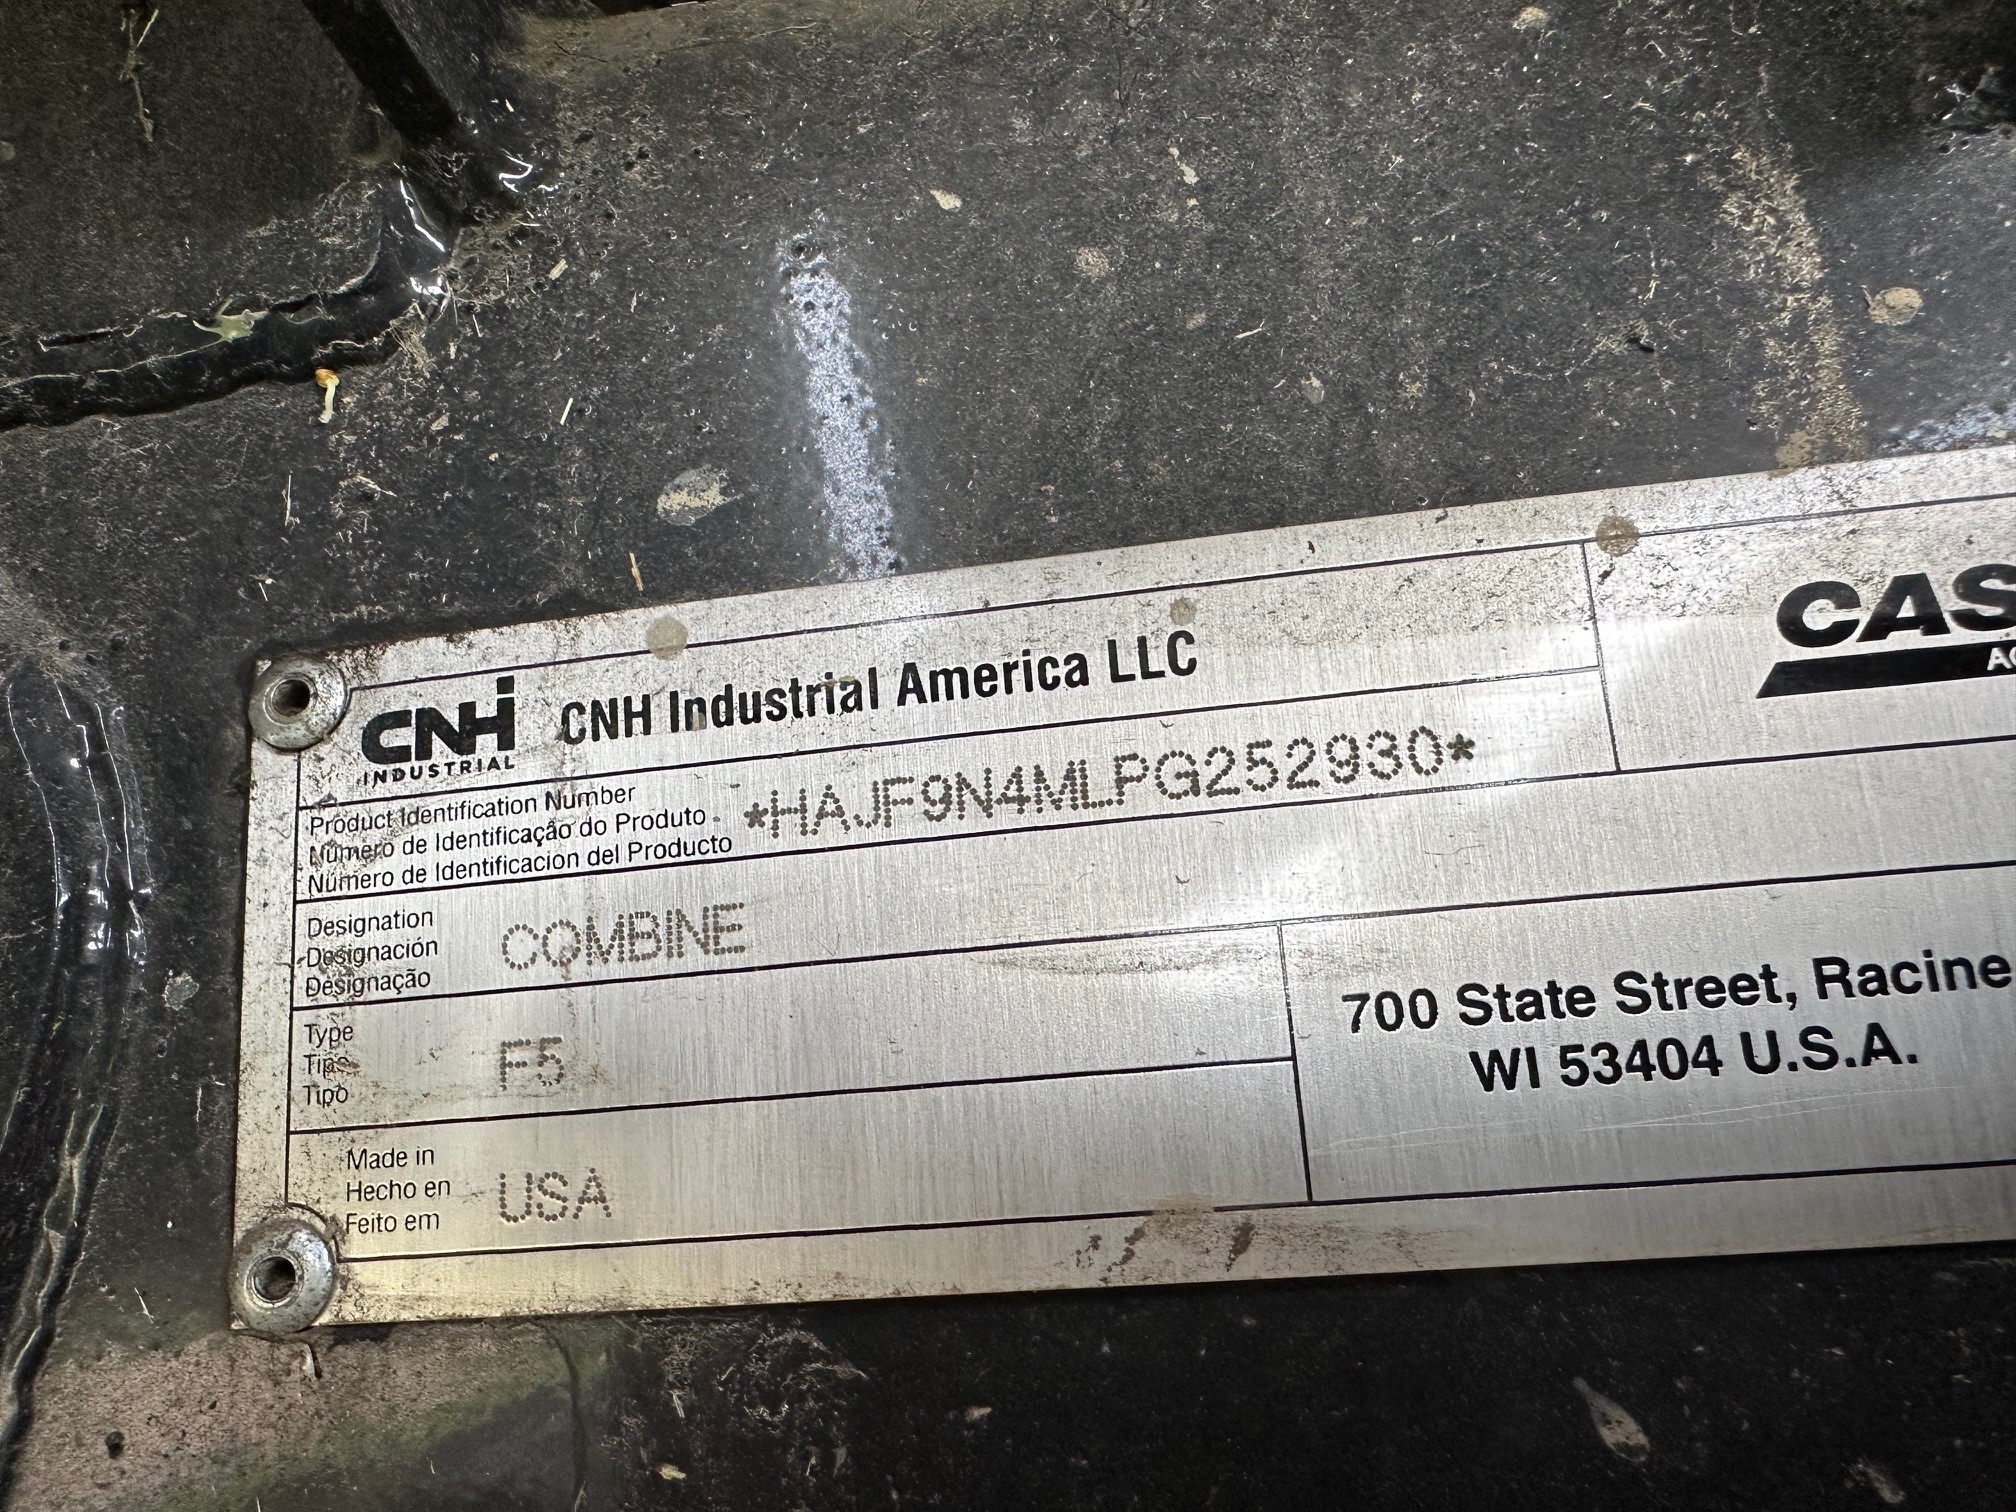 CNHi
INDUSTRIAL
CNH Industrial America LLC
CAS
Product Identification Number
Número de Identificação do Produto
Número de Identificacion del Producto
*HAJF9N4MLPG252930*
Designation
Designación
Designação
COMBINE
Type
Tipo
Tipo
F5
Made in
Hecho en
Feito em
USA
700 State Street, Racine
WI 53404 U.S.A.